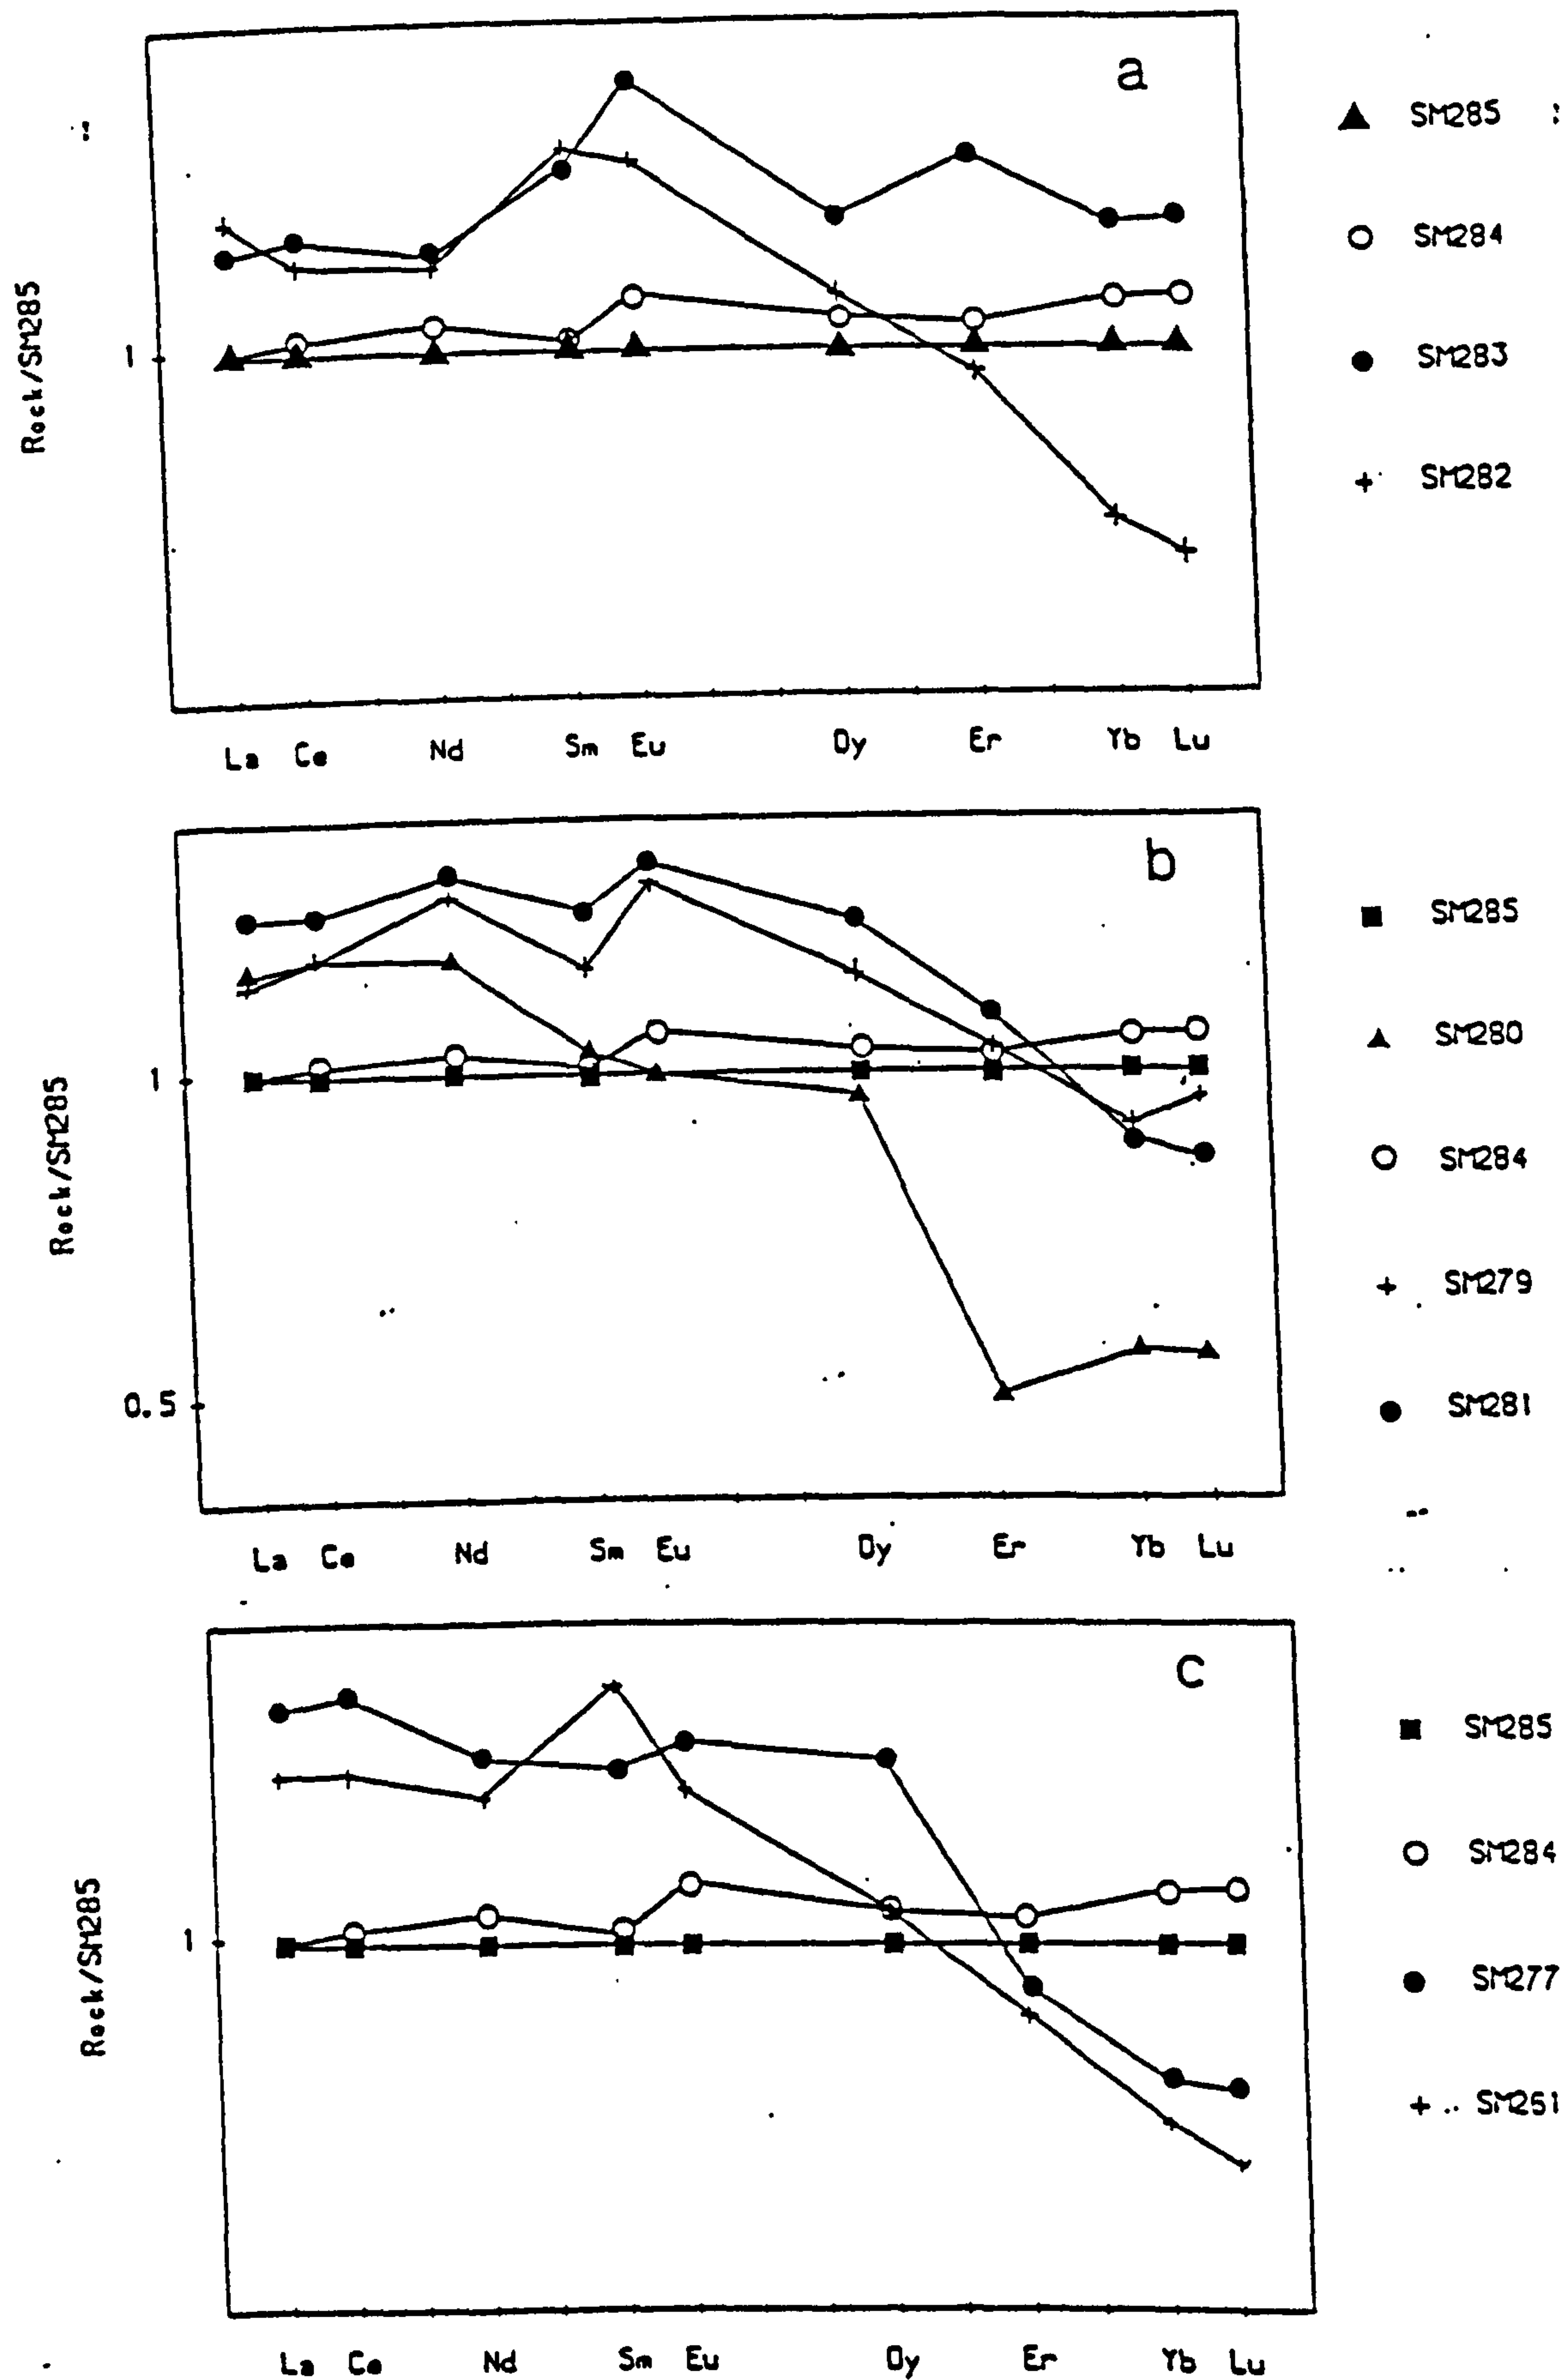 a
SM285
SM284
SM283
SM282
Rock/SM285
1
La Ce Nd Sm Eu Dy Er Yb Lu
b
SM285
SM280
SM284
SM279
SM281
Rock/SM285
1
0.5
La Ce Nd Sm Eu Dy Er Yb Lu
c
SM285
SM284
SM277
SM261
Rock/SM285
1
La Ce Nd Sm Eu Dy Er Yb Lu